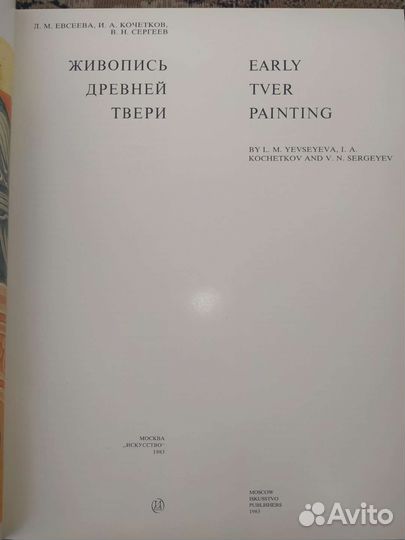 Л. М. ЕВСЕЕВА, И. А. КОЧЕТКОВ,
В. Н. СЕРГЕЕВ
ЖИВОПИСЬ
ДРЕВНЕЙ
ТВЕРИ
EARLY
TVER
PAINTING
BY L. M. YEVSEYEVA, I. A.
KOCHETKOV AND V. N. SERGEYEV
МОСКВА
„ИСКУССТВО"
1983
MOSCOW
ISKUSSTVO
PUBLISHERS
1983
Avito